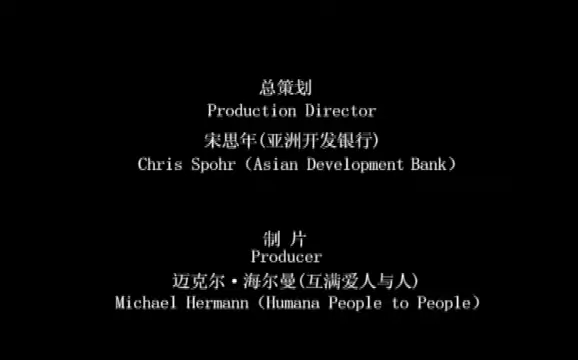 总策划
Production Director
宋思年(亚洲开发银行)
Chris Spohr（Asian Development Bank）
制 片
Producer
迈克尔·海尔曼(互满爱人与人)
Michael Hermann（Humana People to People）